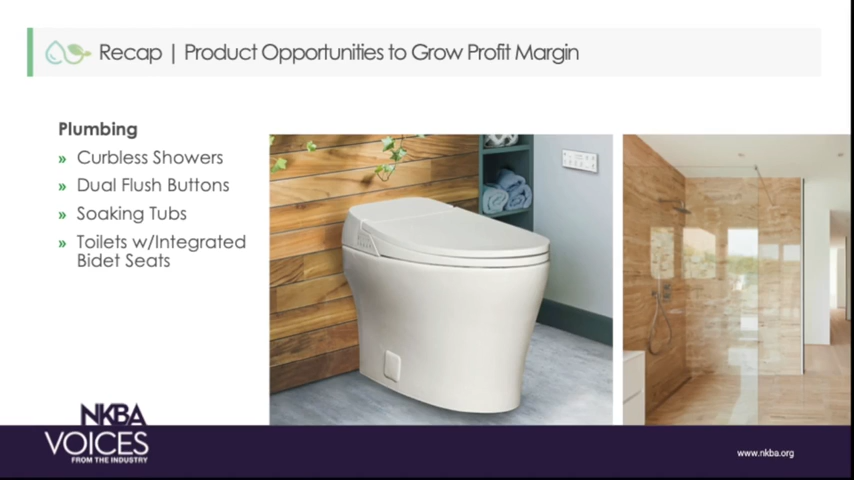 Recap | Product Opportunities to Grow Profit Margin
Plumbing
» Curbless Showers
» Dual Flush Buttons
» Soaking Tubs
» Toilets w/Integrated
Bidet Seats
NKBA
VOICES
FROM THE INDUSTRY
www.nkba.org